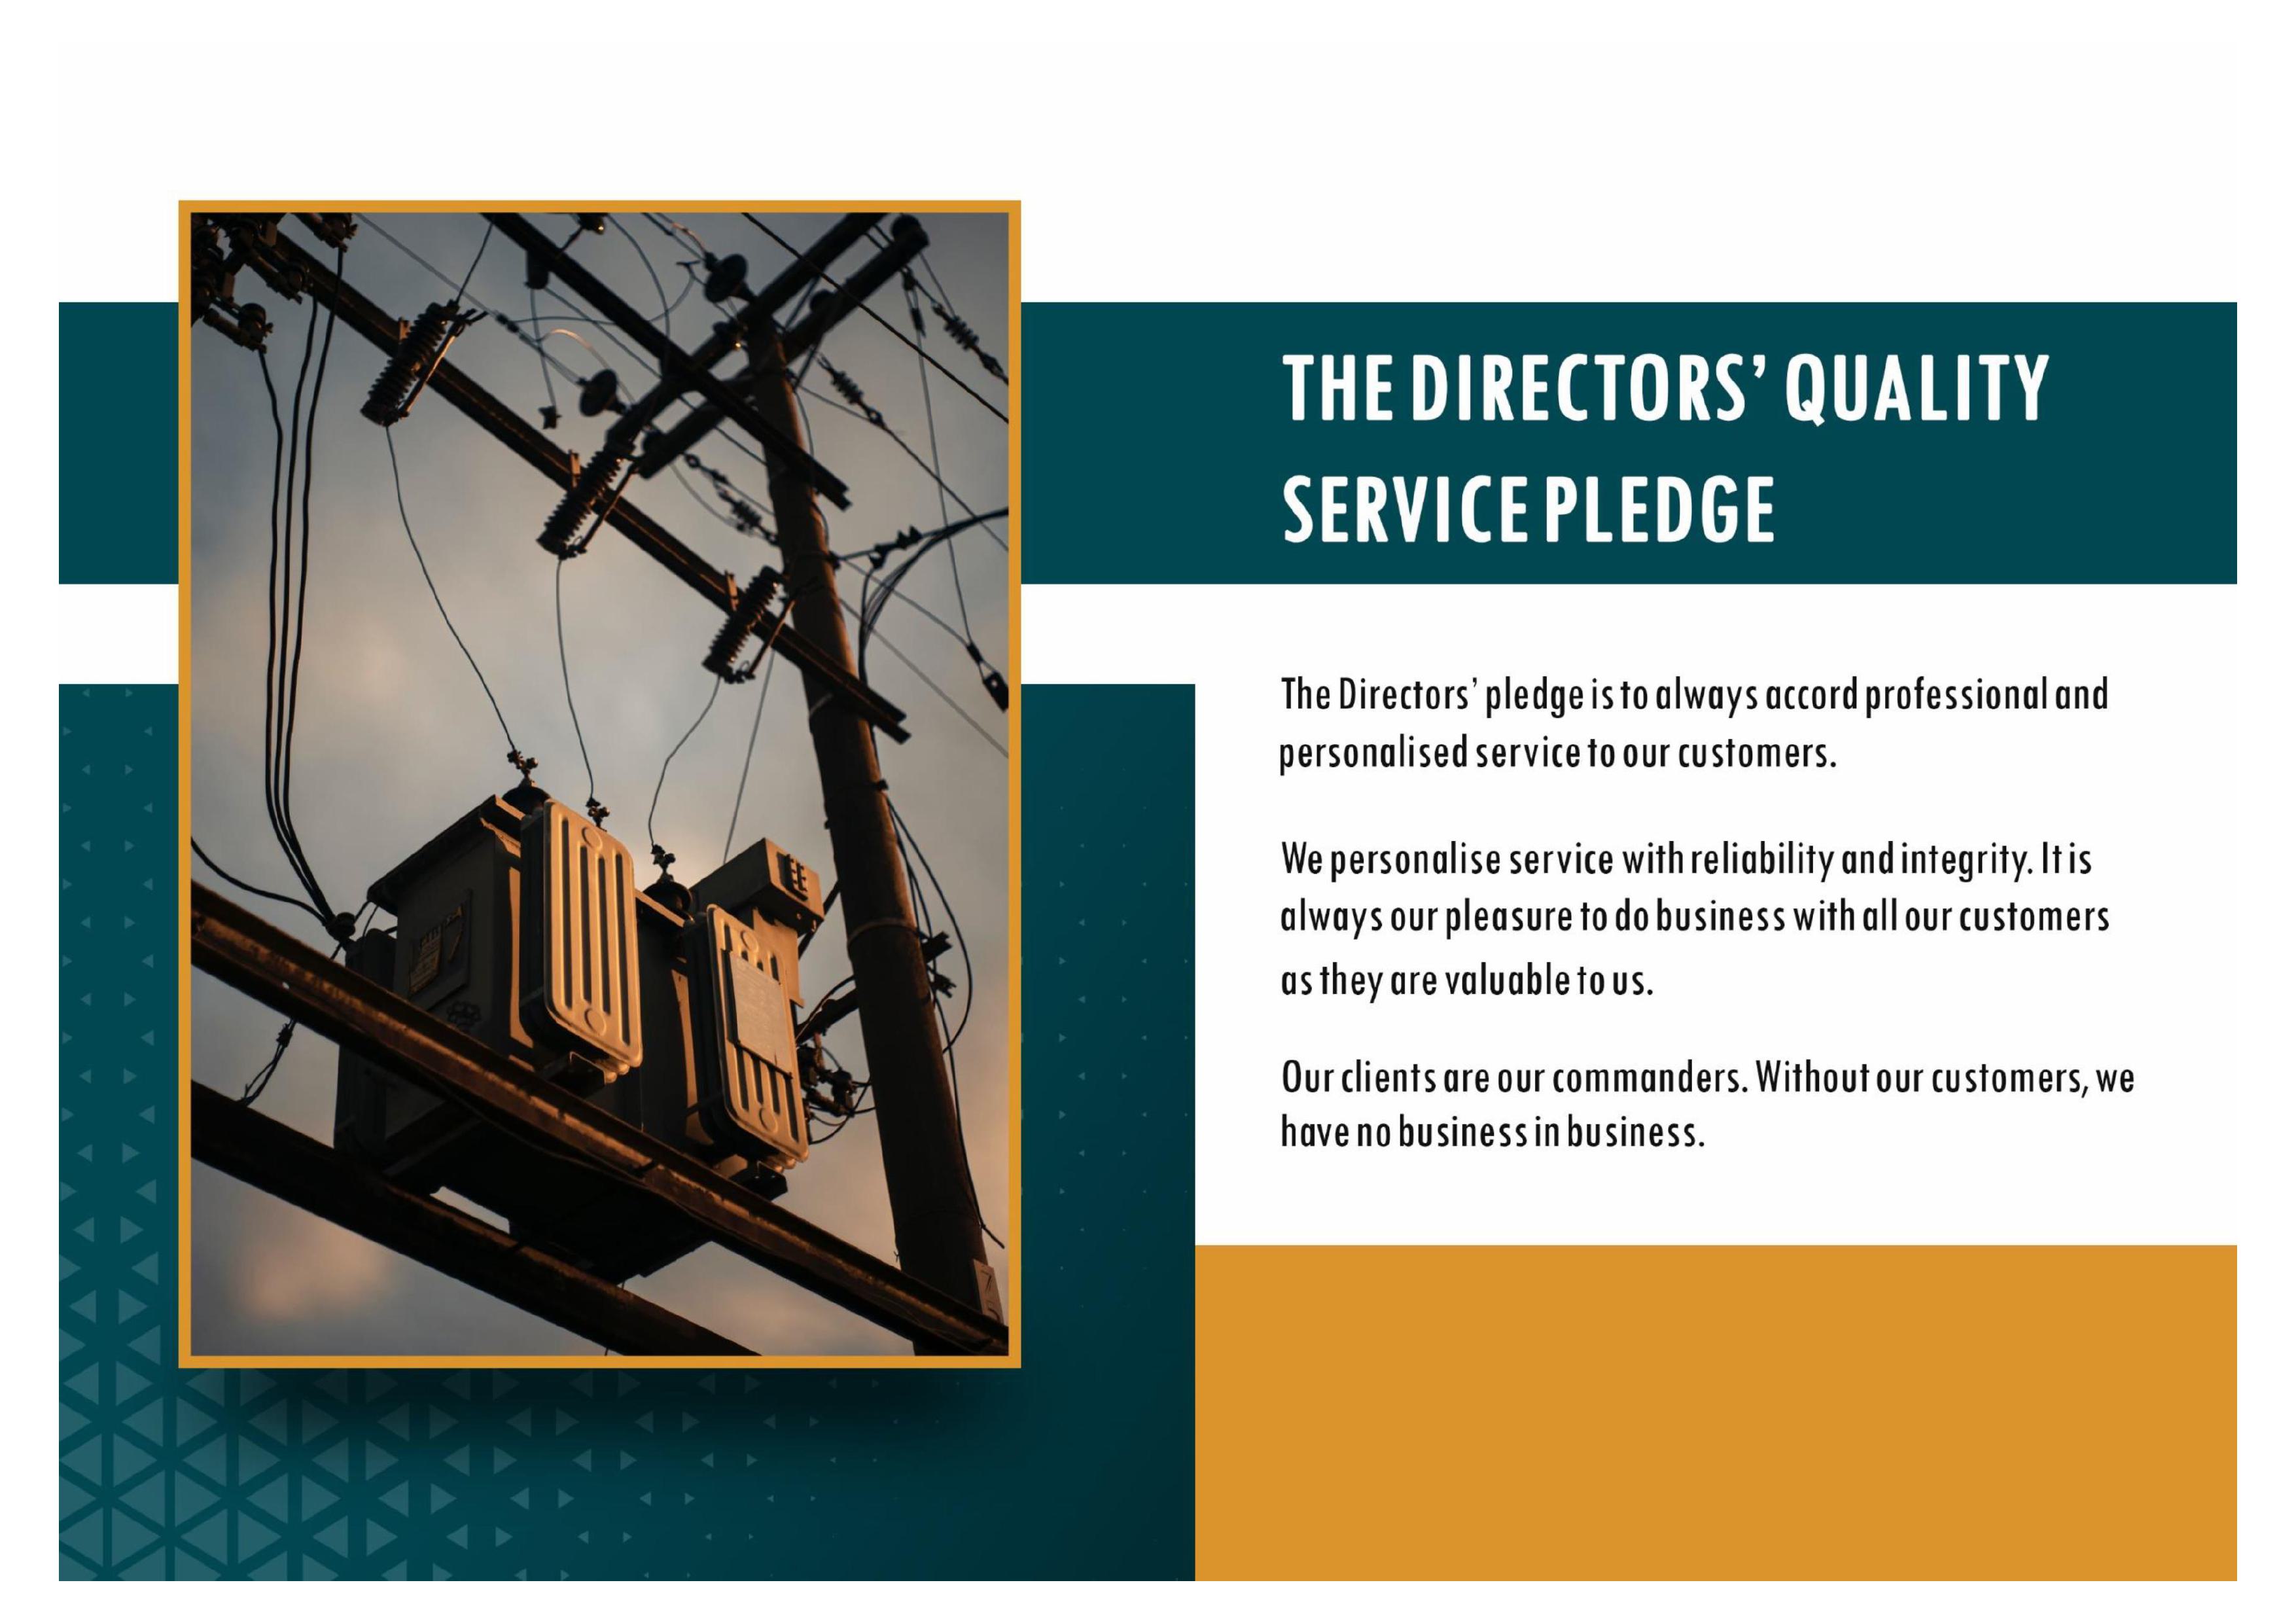 THE DIRECTORS’ QUALITY
SERVICE PLEDGE
The Directors’ pledge is to always accord professional and
personalised service to our customers.
We personalise service with reliability and integrity. It is
always our pleasure to do business with all our customers
as they are valuable to us.
Our clients are our commanders. Without our customers, we
have no business in business.